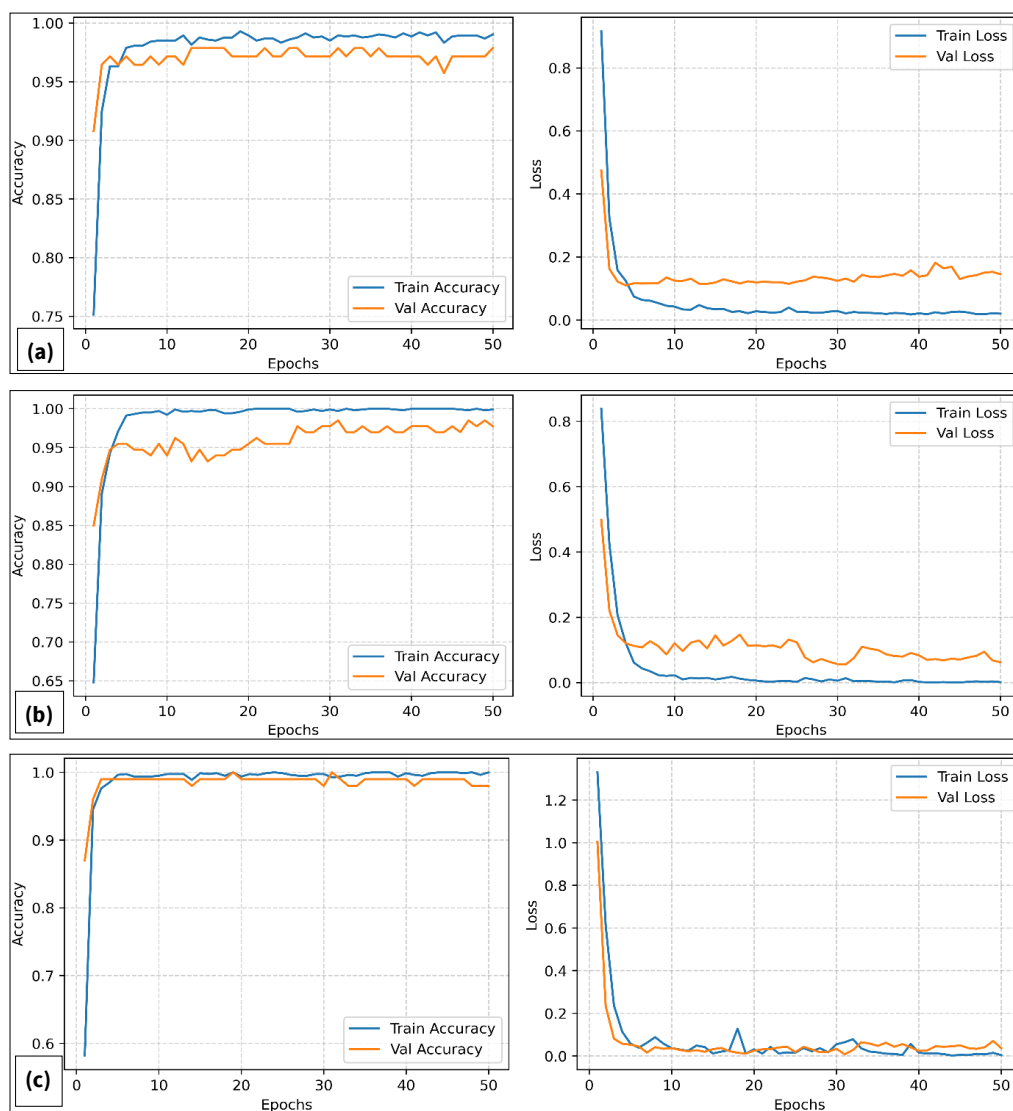 1.00
0.95
0.90
0.85
0.80
0.75
Accuracy
0 10 20 30 40 50
Epochs
Train Accuracy
Val Accuracy
0.8
0.6
0.4
0.2
0.0
Loss
0 10 20 30 40 50
Epochs
Train Loss
Val Loss
(a)
1.00
0.95
0.90
0.85
0.80
0.75
0.70
0.65
Accuracy
0 10 20 30 40 50
Epochs
Train Accuracy
Val Accuracy
0.8
0.6
0.4
0.2
0.0
Loss
0 10 20 30 40 50
Epochs
Train Loss
Val Loss
(b)
1.0
0.9
0.8
0.7
0.6
Accuracy
0 10 20 30 40 50
Epochs
Train Accuracy
Val Accuracy
1.2
1.0
0.8
0.6
0.4
0.2
0.0
Loss
0 10 20 30 40 50
Epochs
Train Loss
Val Loss
(c)